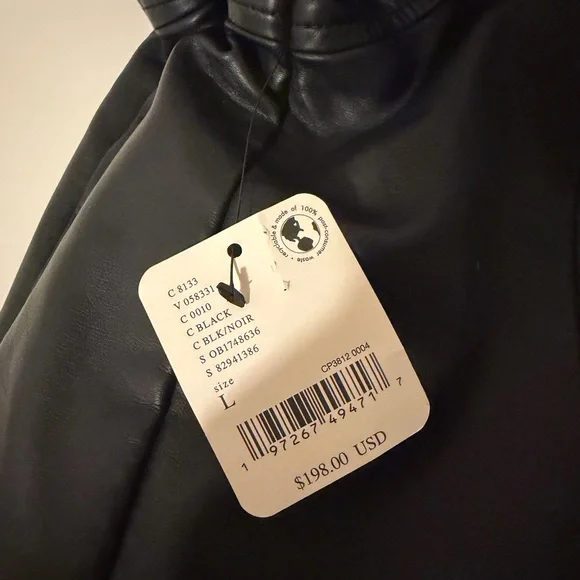 recyclable & made of 100% post-consumer waste •
C 8133
V 058331
C 0010
C BLACK
C BLK/NOIR
S OB1748636
S 82941386
size
L
CP3812 0004
1 97267 49471 7
$198.00 USD